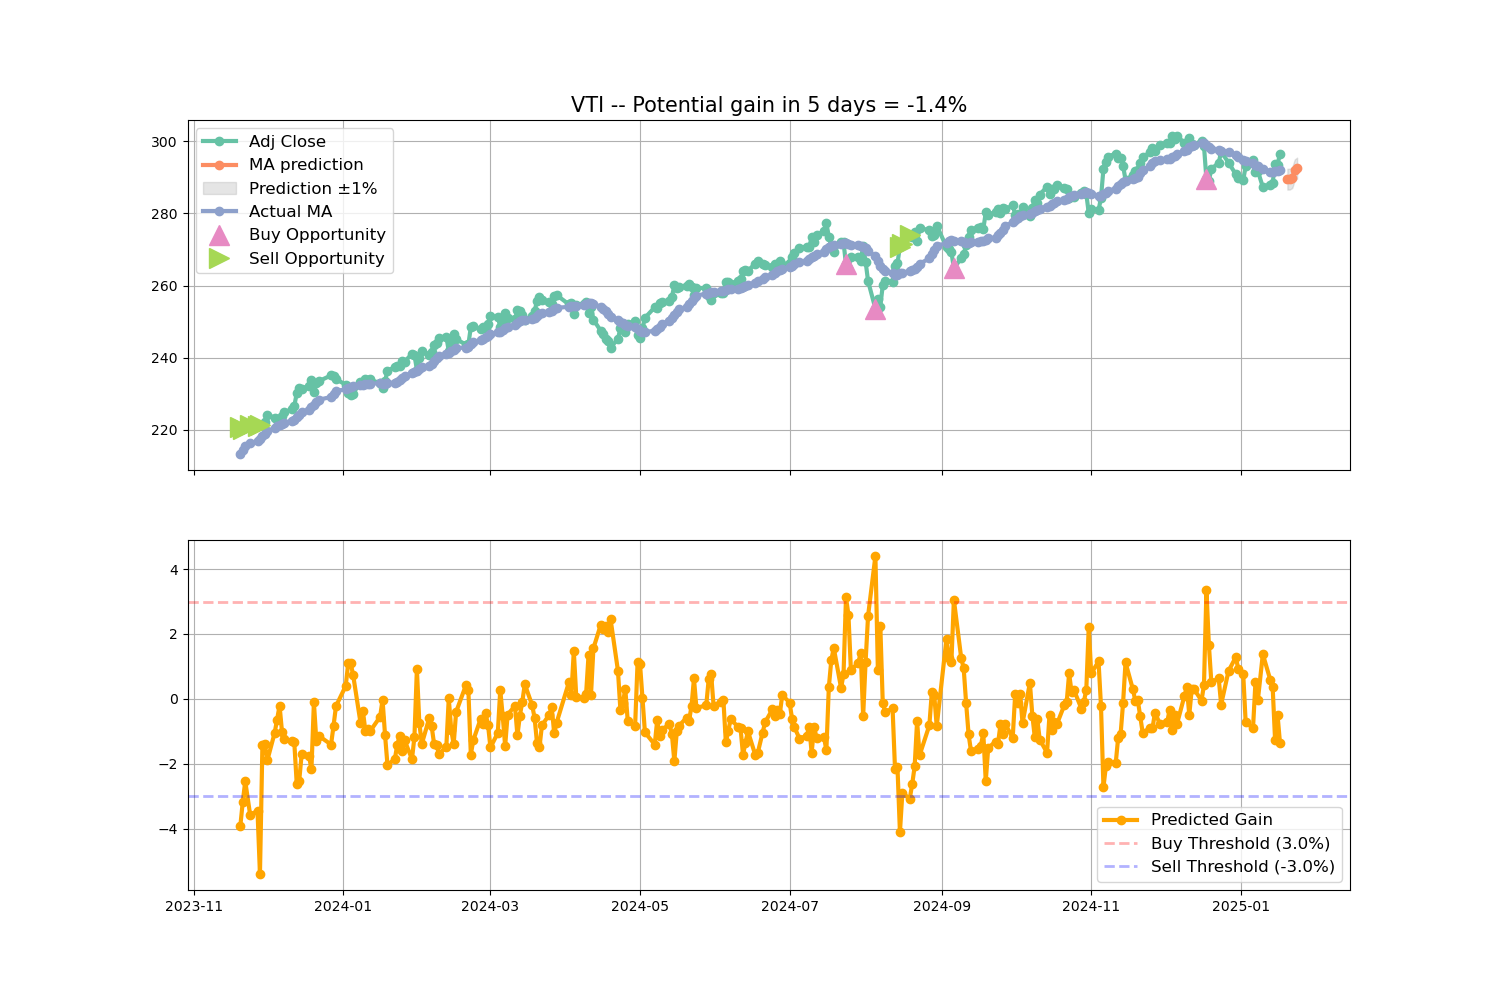 VTI -- Potential gain in 5 days = -1.4%
300
280
260
240
220
Adj Close
MA prediction
Prediction ±1%
Actual MA
Buy Opportunity
Sell Opportunity
4
2
0
−2
−4
Predicted Gain
Buy Threshold (3.0%)
Sell Threshold (-3.0%)
2023-11
2024-01
2024-03
2024-05
2024-07
2024-09
2024-11
2025-01